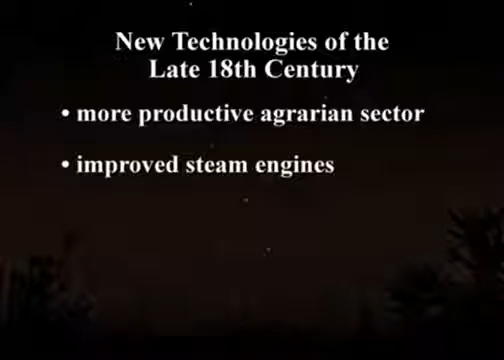 New Technologies of the
Late 18th Century
• more productive agrarian sector
• improved steam engines